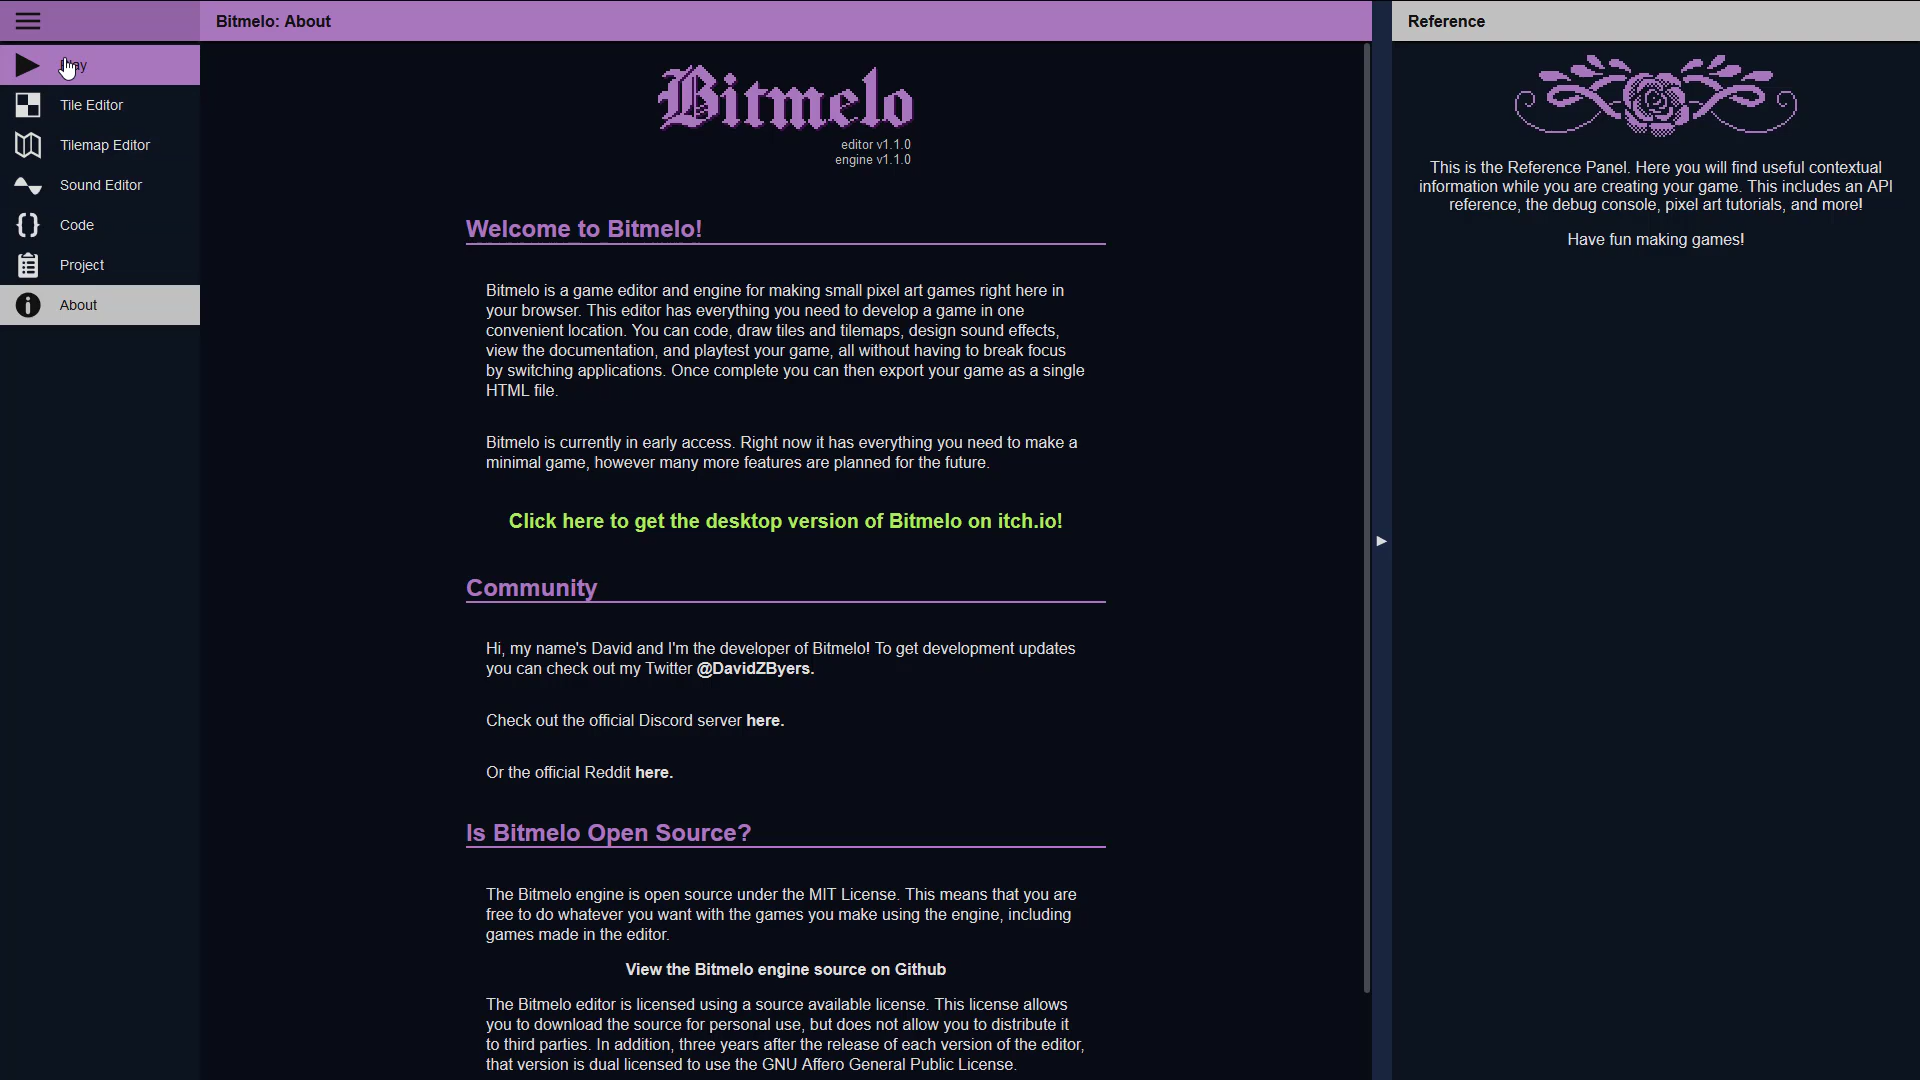 Bitmelo: About
Reference
Tile Editor
Tilemap Editor
Sound Editor
Code
Project
About
Bitmelo
editor v1.1.0
engine v1.1.0
Welcome to Bitmelo!
Bitmelo is a game editor and engine for making small pixel art games right here in
your browser. This editor has everything you need to develop a game in one
convenient location. You can code, draw tiles and tilemaps, design sound effects,
view the documentation, and playtest your game, all without having to break focus
by switching applications. Once complete you can then export your game as a single
HTML file.
Bitmelo is currently in early access. Right now it has everything you need to make a
minimal game, however many more features are planned for the future.
Click here to get the desktop version of Bitmelo on itch.io!
Community
Hi, my name's David and I'm the developer of Bitmelo! To get development updates
you can check out my Twitter @DavidZByers.
Check out the official Discord server here.
Or the official Reddit here.
Is Bitmelo Open Source?
The Bitmelo engine is open source under the MIT License. This means that you are
free to do whatever you want with the games you make using the engine, including
games made in the editor.
View the Bitmelo engine source on Github
The Bitmelo editor is licensed using a source available license. This license allows
you to download the source for personal use, but does not allow you to distribute it
to third parties. In addition, three years after the release of each version of the editor,
that version is dual licensed to use the GNU Affero General Public License.
This is the Reference Panel. Here you will find useful contextual
information while you are creating your game. This includes an API
reference, the debug console, pixel art tutorials, and more!
Have fun making games!